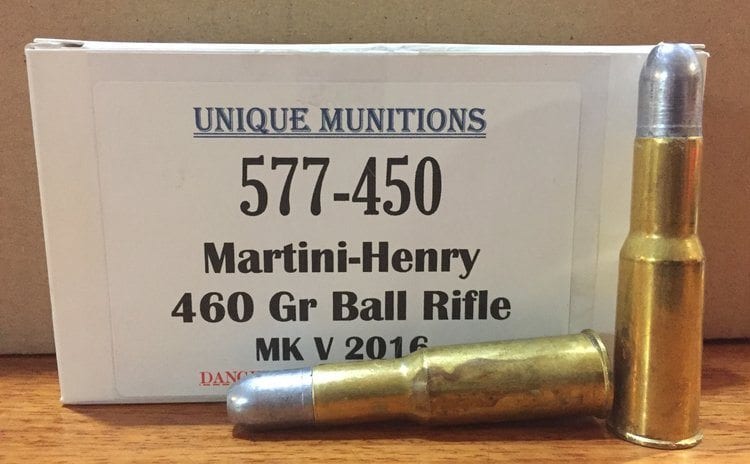 UNIQUE MUNITIONS
577-450
Martini-Henry
460 Gr Ball Rifle
MK V 2016